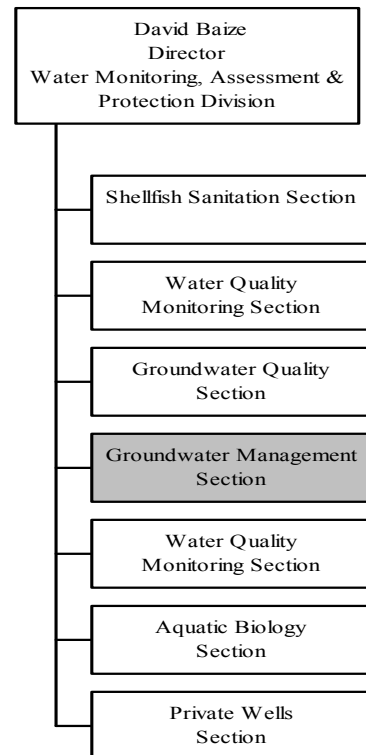 David Baize
Director
Water Monitoring, Assessment &
Protection Division
Shellfish Sanitation Section
Water Quality
Monitoring Section
Groundwater Quality
Section
Groundwater Management
Section
Water Quality
Monitoring Section
Aquatic Biology
Section
Private Wells
Section